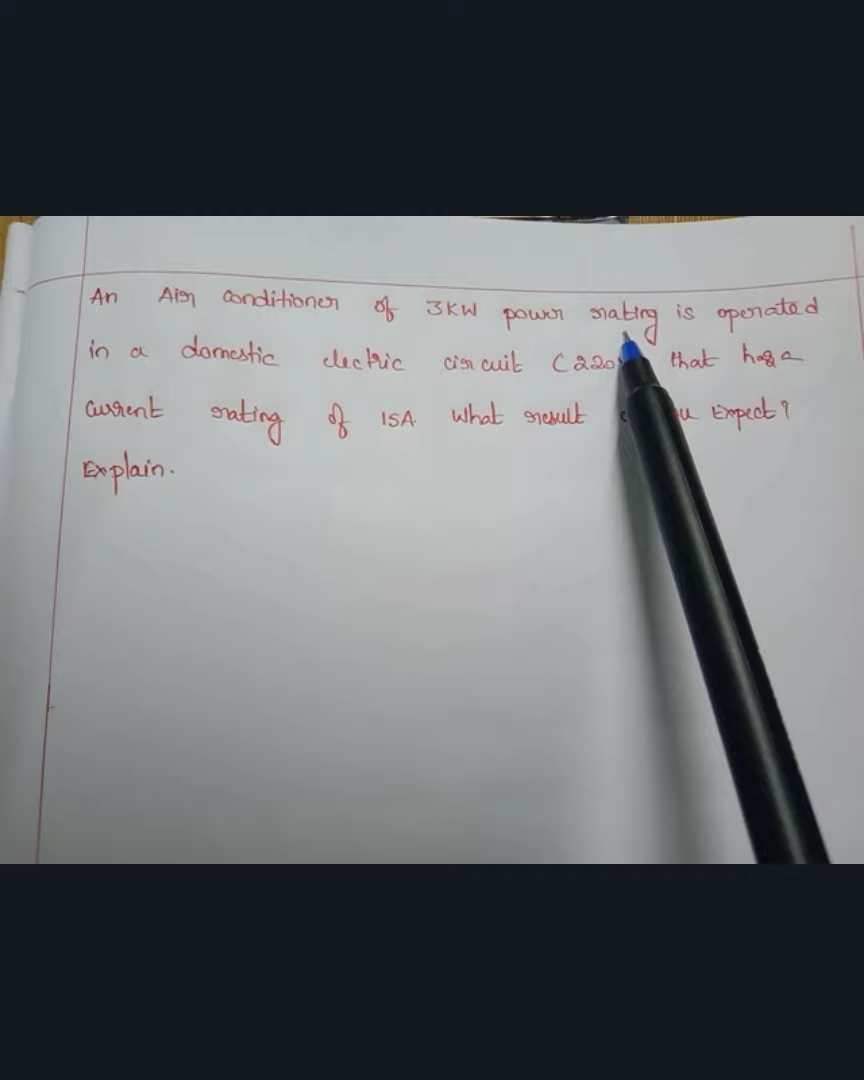 An Air conditioner of 3KW power rating is operated
in a domestic electric circuit (220 that has a
current rating of 15A. What result Expect?
Explain.